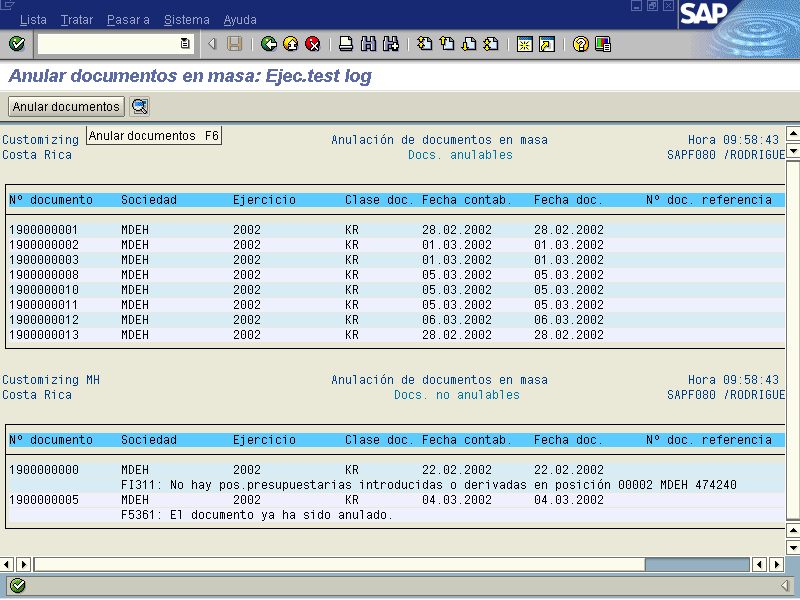 Lista Tratar Pasar a Sistema Ayuda
SAP
Anular documentos en masa: Ejec.test log
Anular documentos
Anular documentos F6
Customizing Anulación de documentos en masa Hora 09:58:43
Costa Rica Docs. anulables SAPF080 /RODRIGUE
Nº documento Sociedad Ejercicio Clase doc. Fecha contab. Fecha doc. Nº doc. referencia
1900000001 MDEH 2002 KR 28.02.2002 28.02.2002
1900000002 MDEH 2002 KR 01.03.2002 01.03.2002
1900000003 MDEH 2002 KR 01.03.2002 01.03.2002
1900000008 MDEH 2002 KR 05.03.2002 05.03.2002
1900000010 MDEH 2002 KR 05.03.2002 05.03.2002
1900000011 MDEH 2002 KR 05.03.2002 05.03.2002
1900000012 MDEH 2002 KR 06.03.2002 06.03.2002
1900000013 MDEH 2002 KR 28.02.2002 28.02.2002
Customizing MH Anulación de documentos en masa Hora 09:58:43
Costa Rica Docs. no anulables SAPF080 /RODRIGUE
Nº documento Sociedad Ejercicio Clase doc. Fecha contab. Fecha doc. Nº doc. referencia
1900000000 MDEH 2002 KR 22.02.2002 22.02.2002
FI311: No hay pos.presupuestarias introducidas o derivadas en posición 00002 MDEH 474240
1900000005 MDEH 2002 KR 04.03.2002 04.03.2002
F5361: El documento ya ha sido anulado.